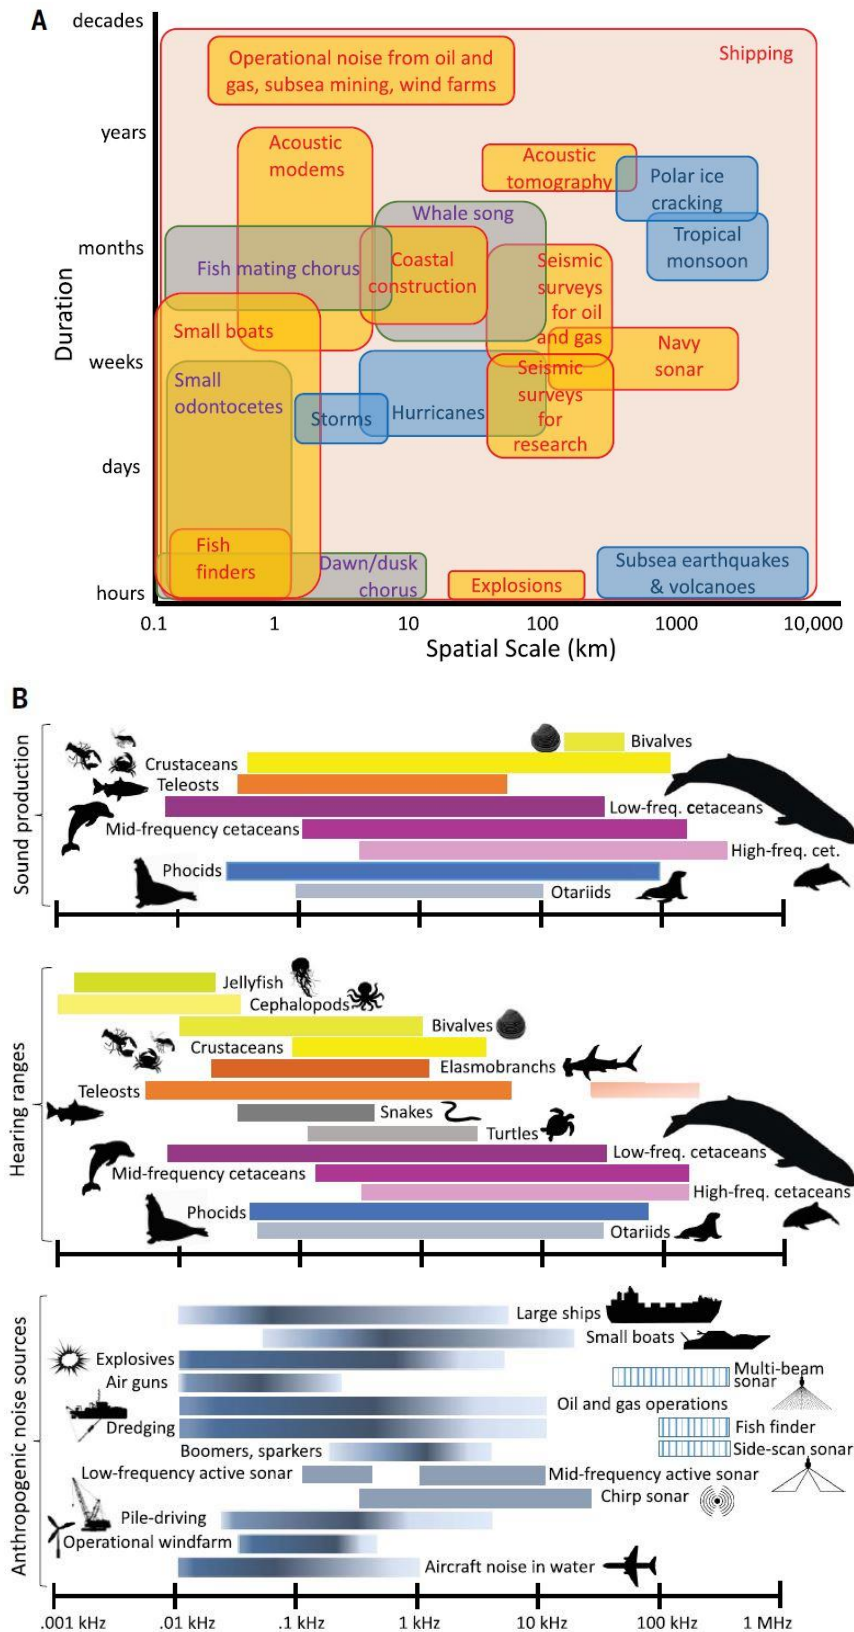 A
decades
years
months
weeks
days
hours
Duration
Shipping
Operational noise from oil and
gas, subsea mining, wind farms
Acoustic
modems
Acoustic
tomography
Polar ice
cracking
Whale song
Tropical
monsoon
Fish mating chorus
Coastal
construction
Seismic
surveys
for oil
and gas
Small boats
Navy
sonar
Small
odontocetes
Seismic
surveys
for
research
Storms
Hurricanes
Fish
finders
Dawn/dusk
chorus
Explosions
Subsea earthquakes
& volcanoes
0.1 1 10 100 1000 10,000
Spatial Scale (km)
B
Sound production
Bivalves
Crustaceans
Teleosts
Low-freq. cetaceans
Mid-frequency cetaceans
High-freq. cet.
Phocids
Otariids
Hearing ranges
Jellyfish
Cephalopods
Bivalves
Crustaceans
Elasmobranchs
Teleosts
Snakes
Turtles
Low-freq. cetaceans
Mid-frequency cetaceans
High-freq. cetaceans
Phocids
Otariids
Anthropogenic noise sources
Large ships
Small boats
Explosives
Multi-beam
sonar
Air guns
Oil and gas operations
Dredging
Fish finder
Boomers, sparkers
Side-scan sonar
Low-frequency active sonar
Mid-frequency active sonar
Chirp sonar
Pile-driving
Operational windfarm
Aircraft noise in water
.001 kHz .01 kHz .1 kHz 1 kHz 10 kHz 100 kHz 1 MHz